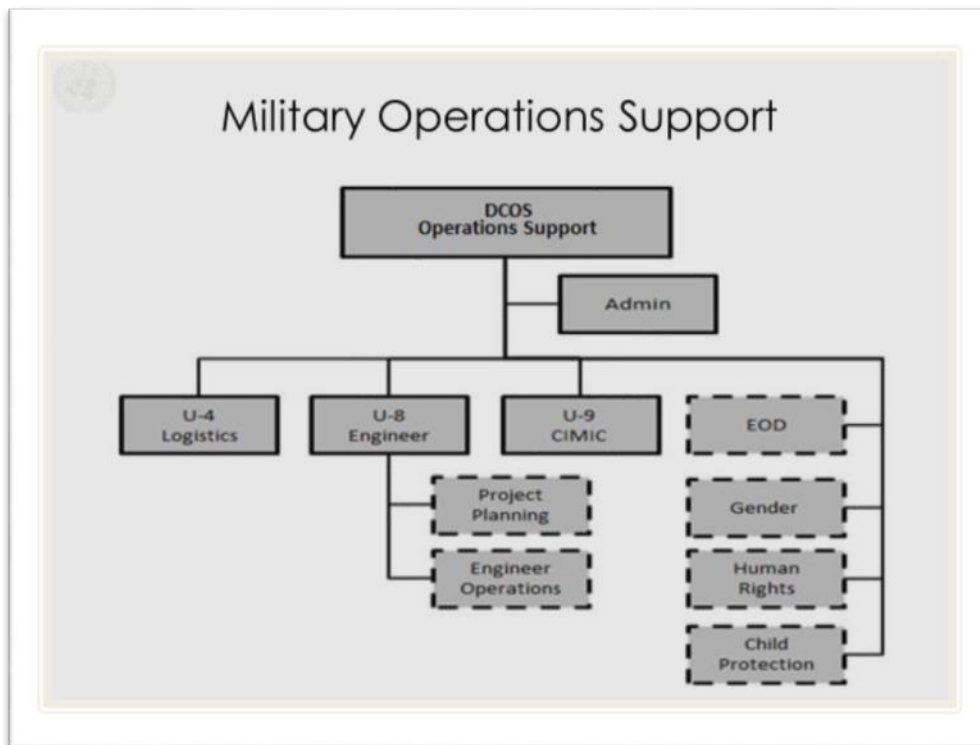 Military Operations Support
DCOS
Operations Support
Admin
U-4
Logistics
U-8
Engineer
U-9
CIMIC
EOD
Project
Planning
Gender
Engineer
Operations
Human
Rights
Child
Protection